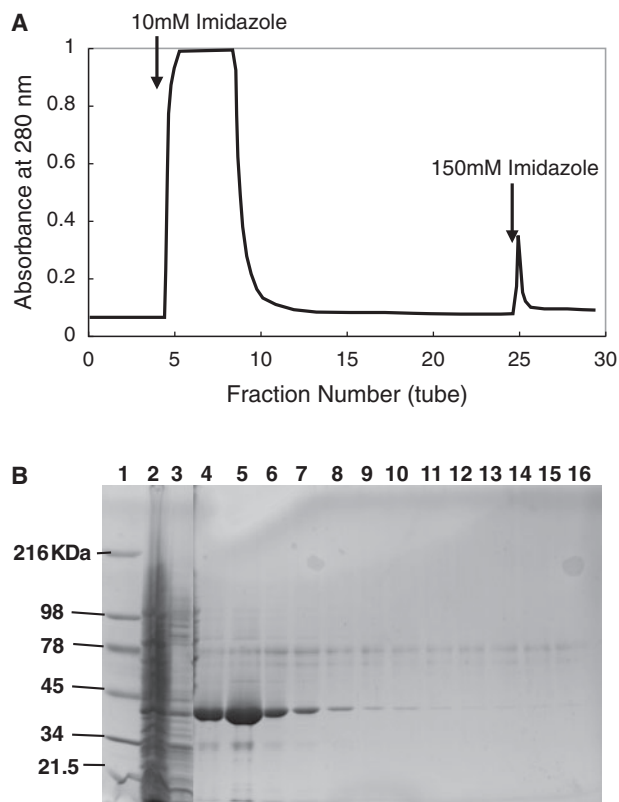 A
10mM Imidazole
150mM Imidazole
Absorbance at 280 nm
1
0.8
0.6
0.4
0.2
0
0 5 10 15 20 25 30
Fraction Number (tube)
B
1 2 3 4 5 6 7 8 9 10 11 12 13 14 15 16
216 KDa
98
78
45
34
21.5